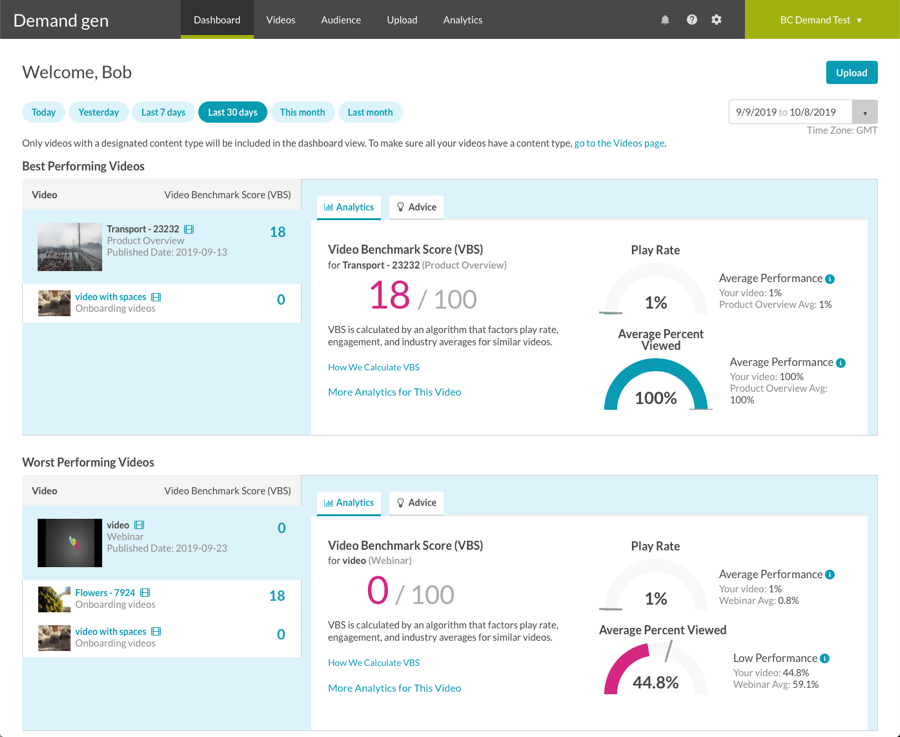 Demand gen
Dashboard
Videos
Audience
Upload
Analytics
BC Demand Test
Welcome, Bob
Upload
Today
Yesterday
Last 7 days
Last 30 days
This month
Last month
9/9/2019 to 10/8/2019
Time Zone: GMT
Only videos with a designated content type will be included in the dashboard view. To make sure all your videos have a content type, go to the Videos page.
Best Performing Videos
Video
Video Benchmark Score (VBS)
Transport - 23232
18
Product Overview
Published Date: 2019-09-13
video with spaces
0
Onboarding videos
Analytics
Advice
Video Benchmark Score (VBS)
for Transport - 23232 (Product Overview)
18 / 100
VBS is calculated by an algorithm that factors play rate,
engagement, and industry averages for similar videos.
How We Calculate VBS
More Analytics for This Video
Play Rate
1%
Average Performance
Your video: 1%
Product Overview Avg: 1%
Average Percent
Viewed
100%
Average Performance
Your video: 100%
Product Overview Avg:
100%
Worst Performing Videos
Video
Video Benchmark Score (VBS)
video
0
Webinar
Published Date: 2019-09-23
Flowers - 7924
18
Onboarding videos
video with spaces
0
Onboarding videos
Analytics
Advice
Video Benchmark Score (VBS)
for video (Webinar)
0 / 100
VBS is calculated by an algorithm that factors play rate,
engagement, and industry averages for similar videos.
How We Calculate VBS
More Analytics for This Video
Play Rate
1%
Average Performance
Your video: 1%
Webinar Avg: 0.8%
Average Percent Viewed
44.8%
Low Performance
Your video: 44.8%
Webinar Avg: 59.1%